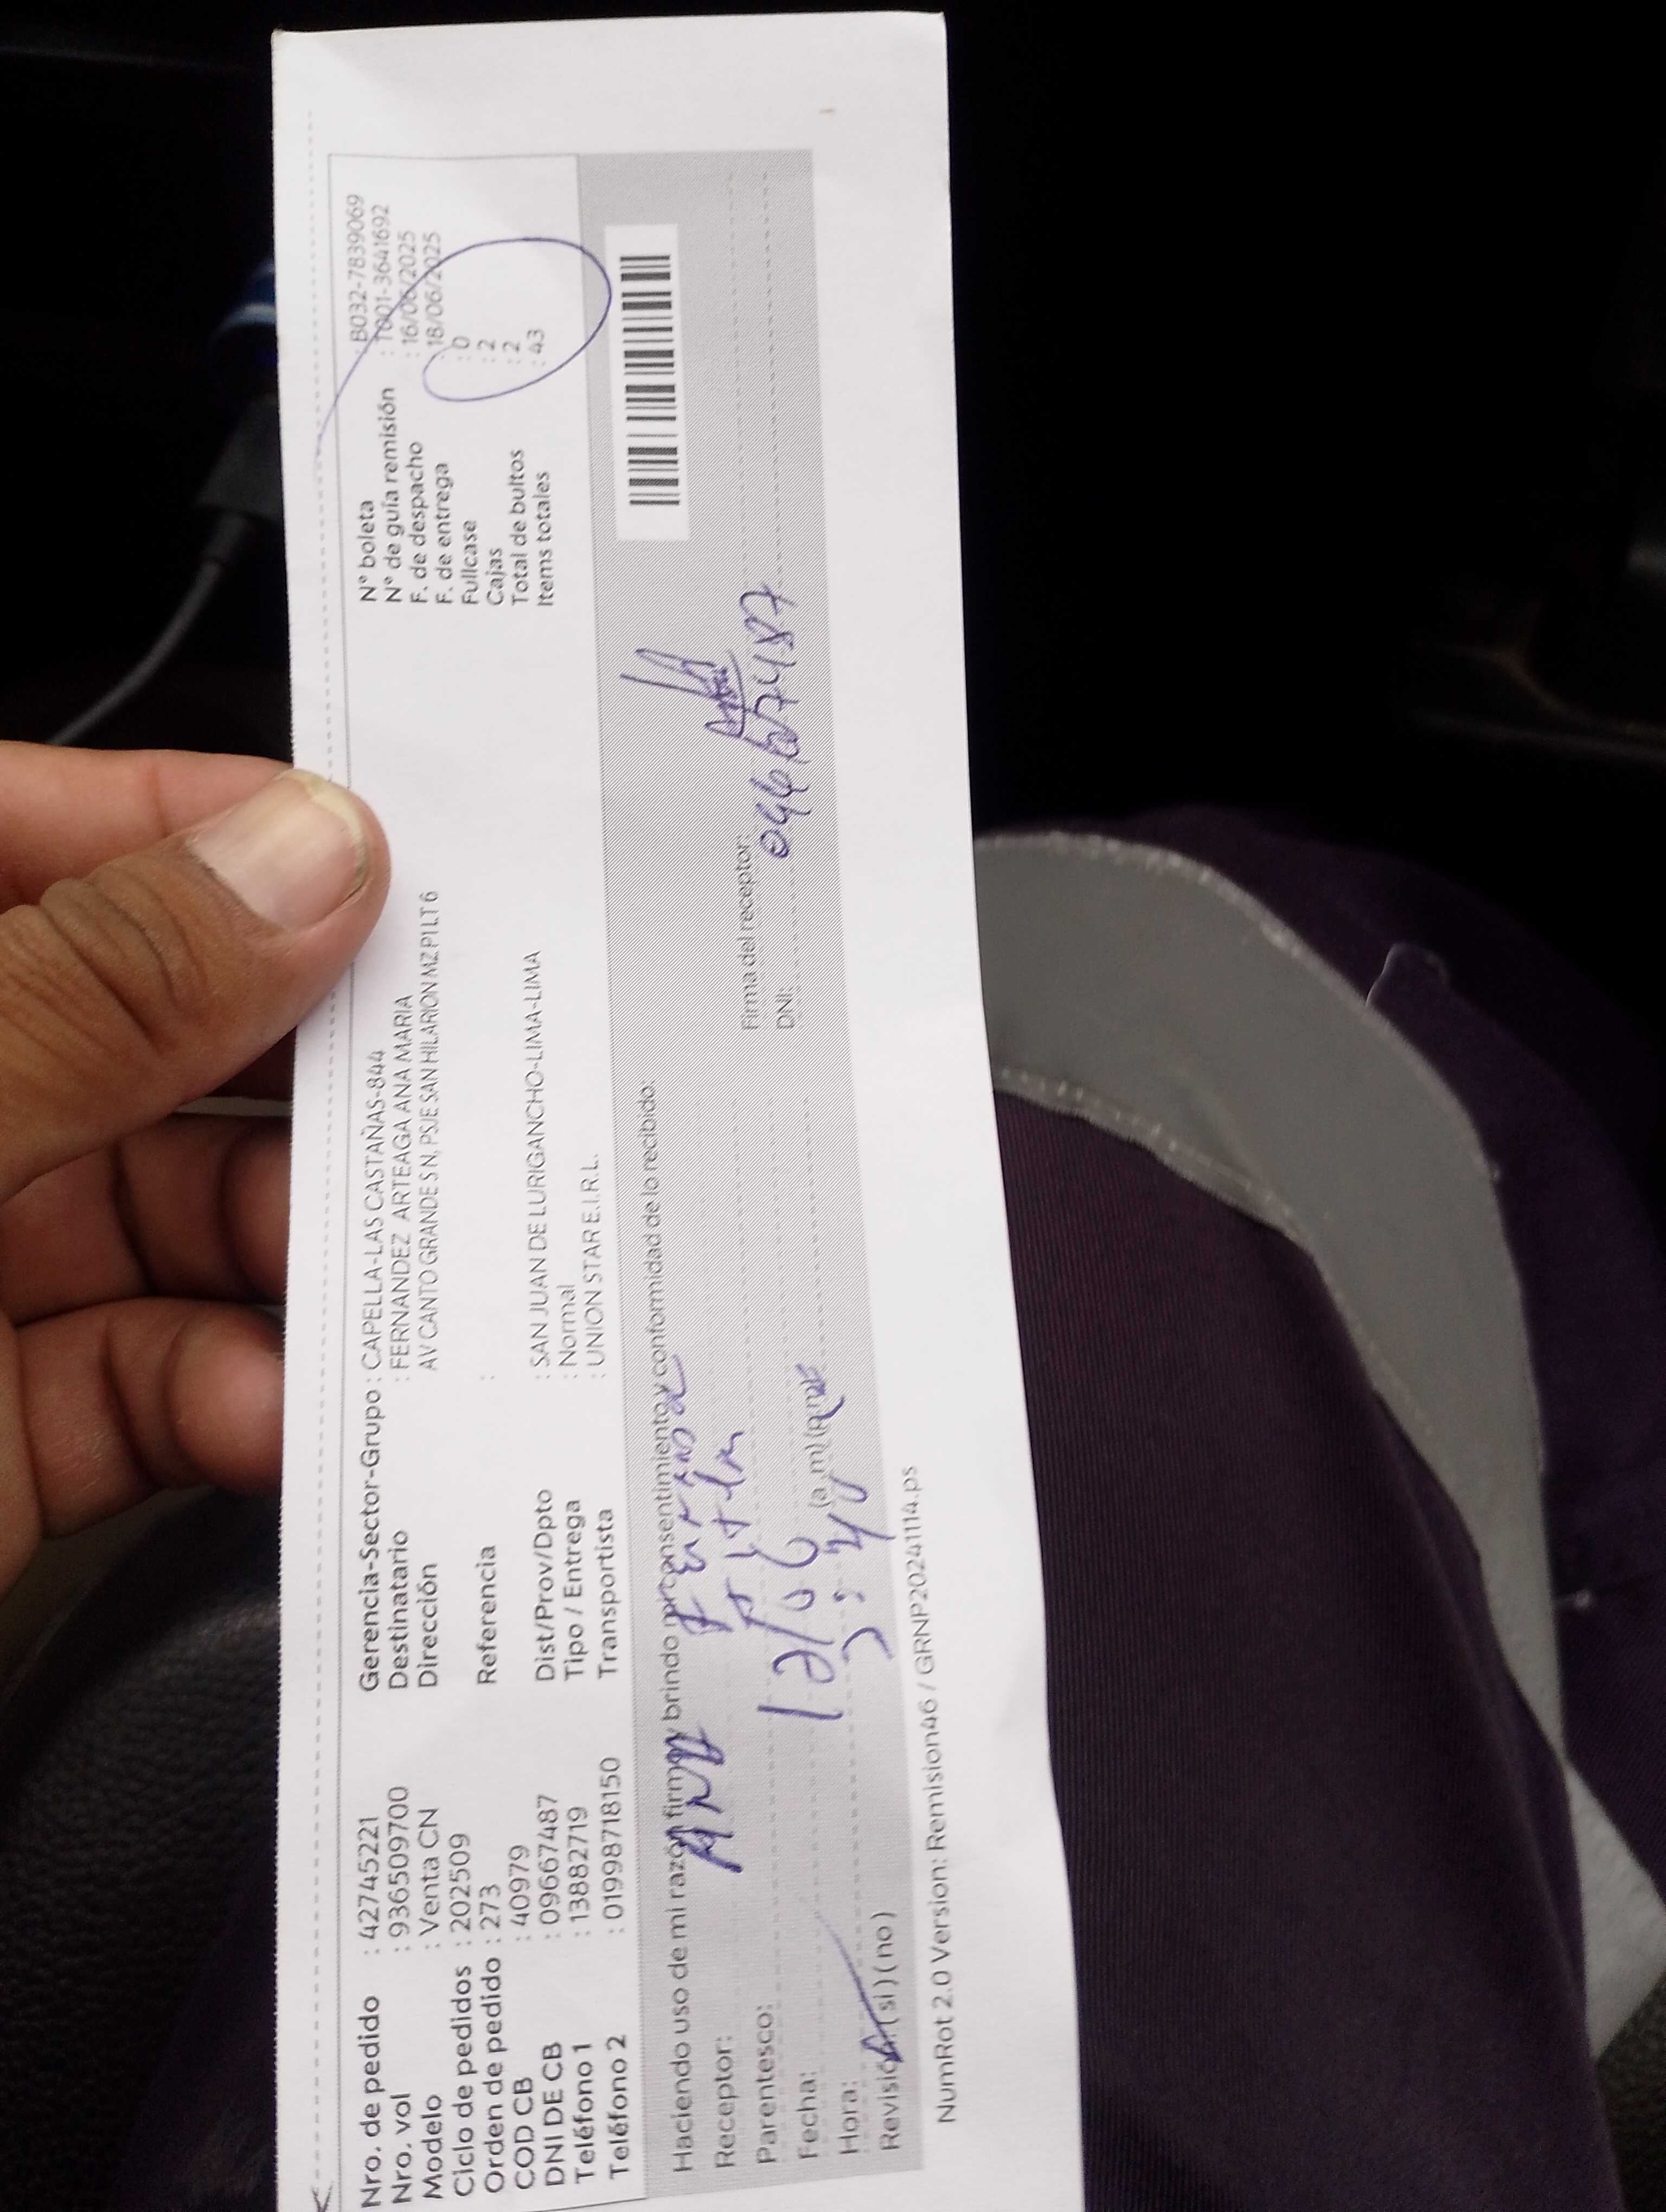 Nro. de pedido : 42745221
Nro. vol : 936509700
Modelo : Venta CN
Ciclo de pedidos : 202509
Orden de pedido : 273
COD CB : 40979
DNI DE CB : 09667487
Teléfono 1 : 13882719
Teléfono 2 : 01998718150
Gerencia-Sector-Grupo : CAPELLA-LAS CASTAÑAS-844
Destinatario : FERNANDEZ ARTEAGA ANA MARIA
Dirección AV CANTO GRANDE S N, PSJE SAN HILARION MZ P1 LT 6
Referencia :
Dist/Prov/Dpto : SAN JUAN DE LURIGANCHO-LIMA-LIMA
Tipo / Entrega : Normal
Transportista : UNION STAR E.I.R.L.
N° boleta : B032-7839069
N° de guía remisión : T001-3641692
F. de despacho : 16/06/2025
F. de entrega : 18/06/2025
Fullcase : 0
Cajas : 2
Total de bultos : 2
Items totales : 43
Haciendo uso de mi razón firmo y brindo mi consentimiento y conformidad de lo recibido:
Receptor: ANA
Parentesco:
Fecha:
Hora: (a.m)
Revisión (si) (no)
Firma del receptor:
DNI: 09667487
NumRot 2.0 Version: Remision46 / GRNP20241114.ps